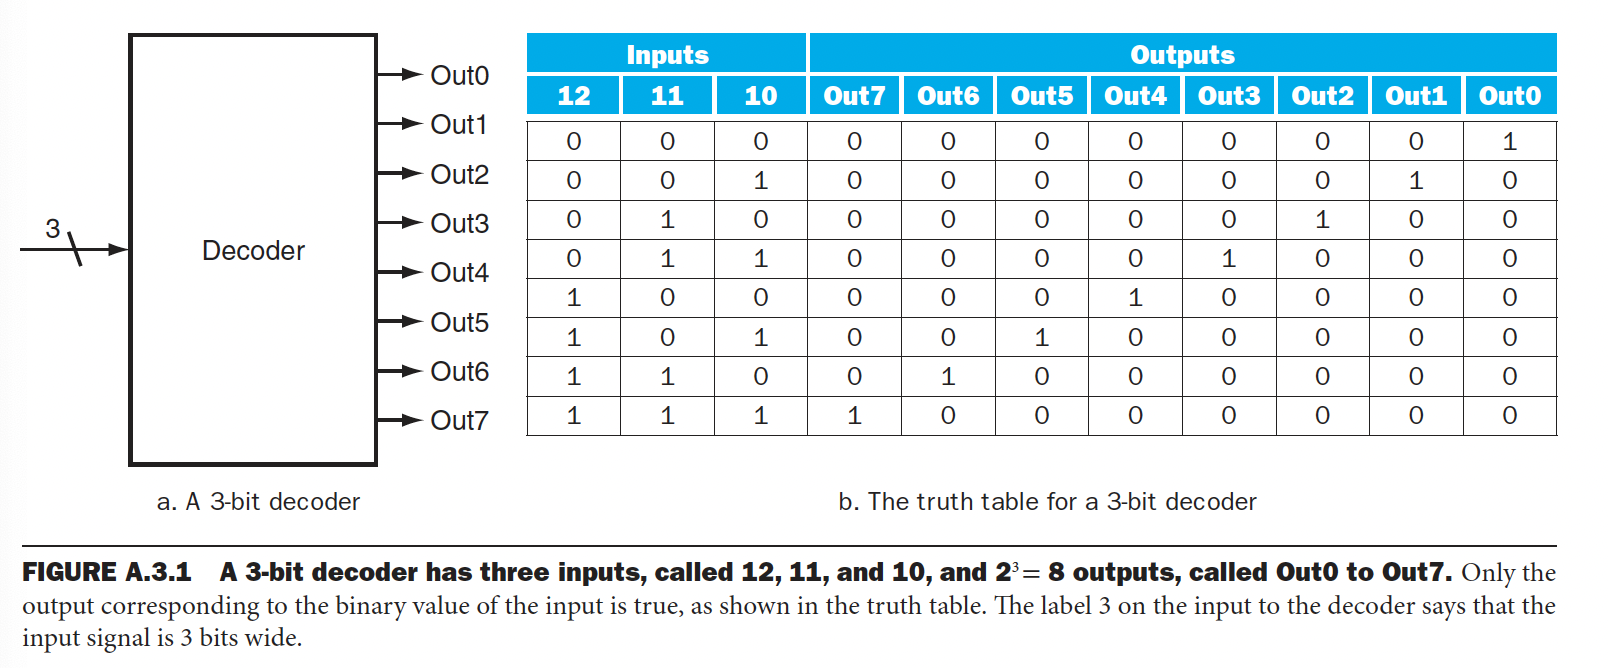 3
Decoder
Out0
Out1
Out2
Out3
Out4
Out5
Out6
Out7
a. A 3-bit decoder
Inputs Outputs
12 11 10 Out7 Out6 Out5 Out4 Out3 Out2 Out1 Out0
0 0 0 0 0 0 0 0 0 0 1
0 0 1 0 0 0 0 0 0 1 0
0 1 0 0 0 0 0 0 1 0 0
0 1 1 0 0 0 0 1 0 0 0
1 0 0 0 0 0 1 0 0 0 0
1 0 1 0 0 1 0 0 0 0 0
1 1 0 0 1 0 0 0 0 0 0
1 1 1 1 0 0 0 0 0 0 0
b. The truth table for a 3-bit decoder
FIGURE A.3.1 A 3-bit decoder has three inputs, called 12, 11, and 10, and 2³ = 8 outputs, called Out0 to Out7. Only the
output corresponding to the binary value of the input is true, as shown in the truth table. The label 3 on the input to the decoder says that the
input signal is 3 bits wide.